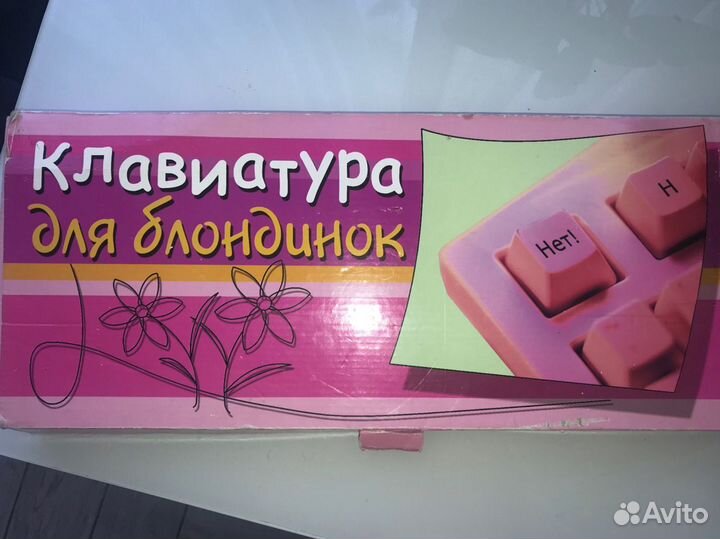 Клавиатура
для блондинок
Нет!
Н
Avito